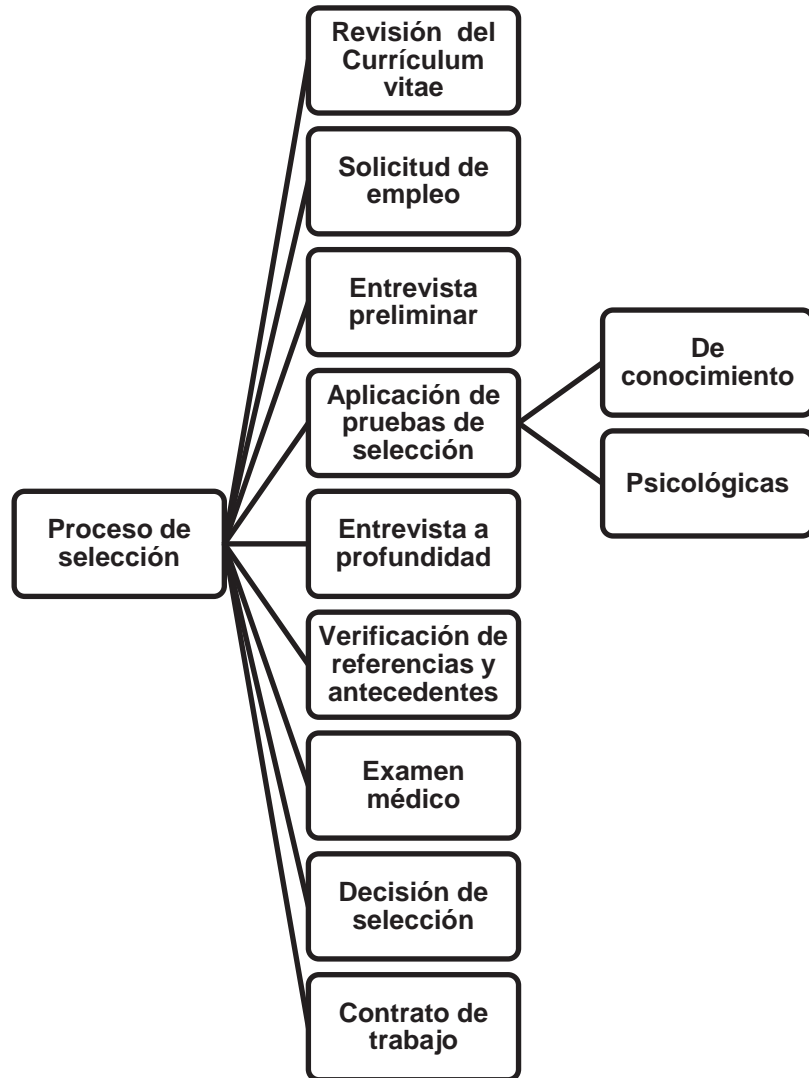 Revisión del
Currículum
vitae
Solicitud de
empleo
Entrevista
preliminar
Aplicación de
pruebas de
selección
De
conocimiento
Psicológicas
Proceso de
selección
Entrevista a
profundidad
Verificación de
referencias y
antecedentes
Examen
médico
Decisión de
selección
Contrato de
trabajo